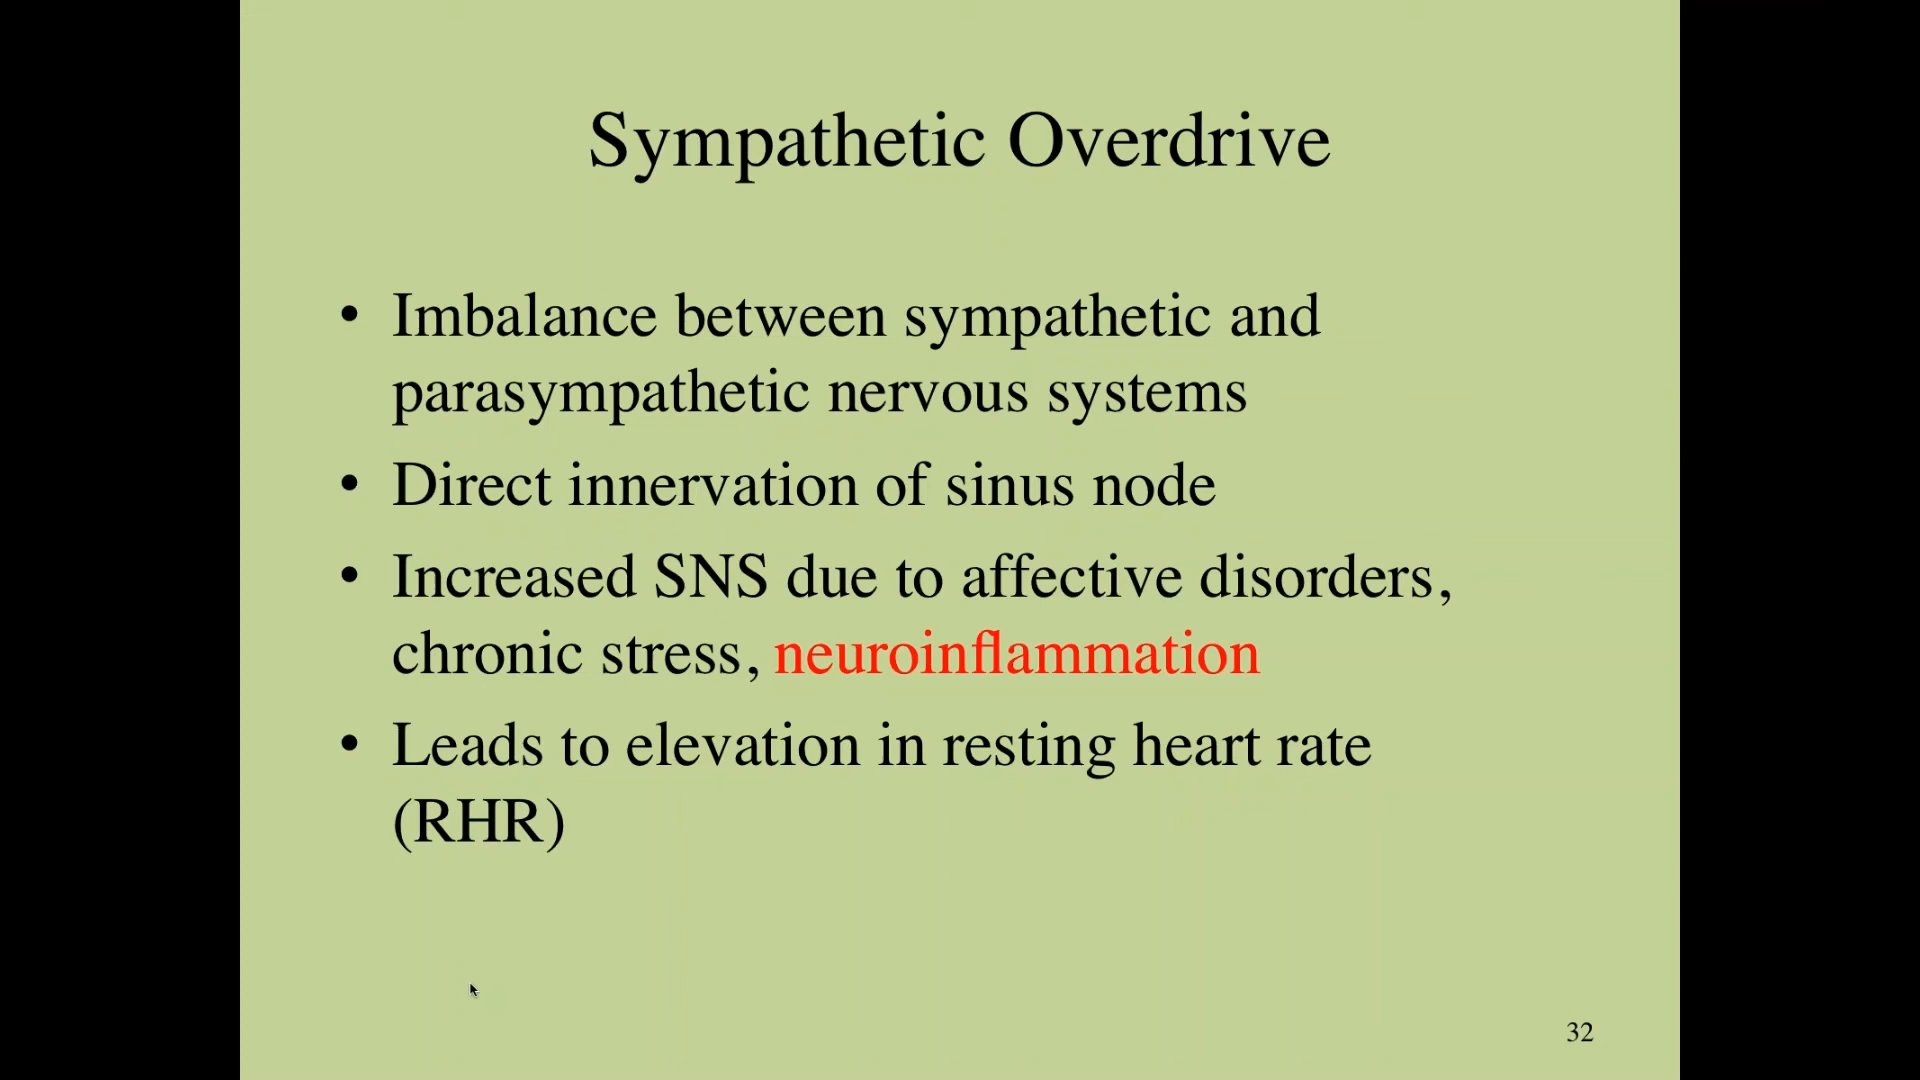 Sympathetic Overdrive
• Imbalance between sympathetic and
parasympathetic nervous systems
• Direct innervation of sinus node
• Increased SNS due to affective disorders,
chronic stress, neuroinflammation
• Leads to elevation in resting heart rate
(RHR)
32